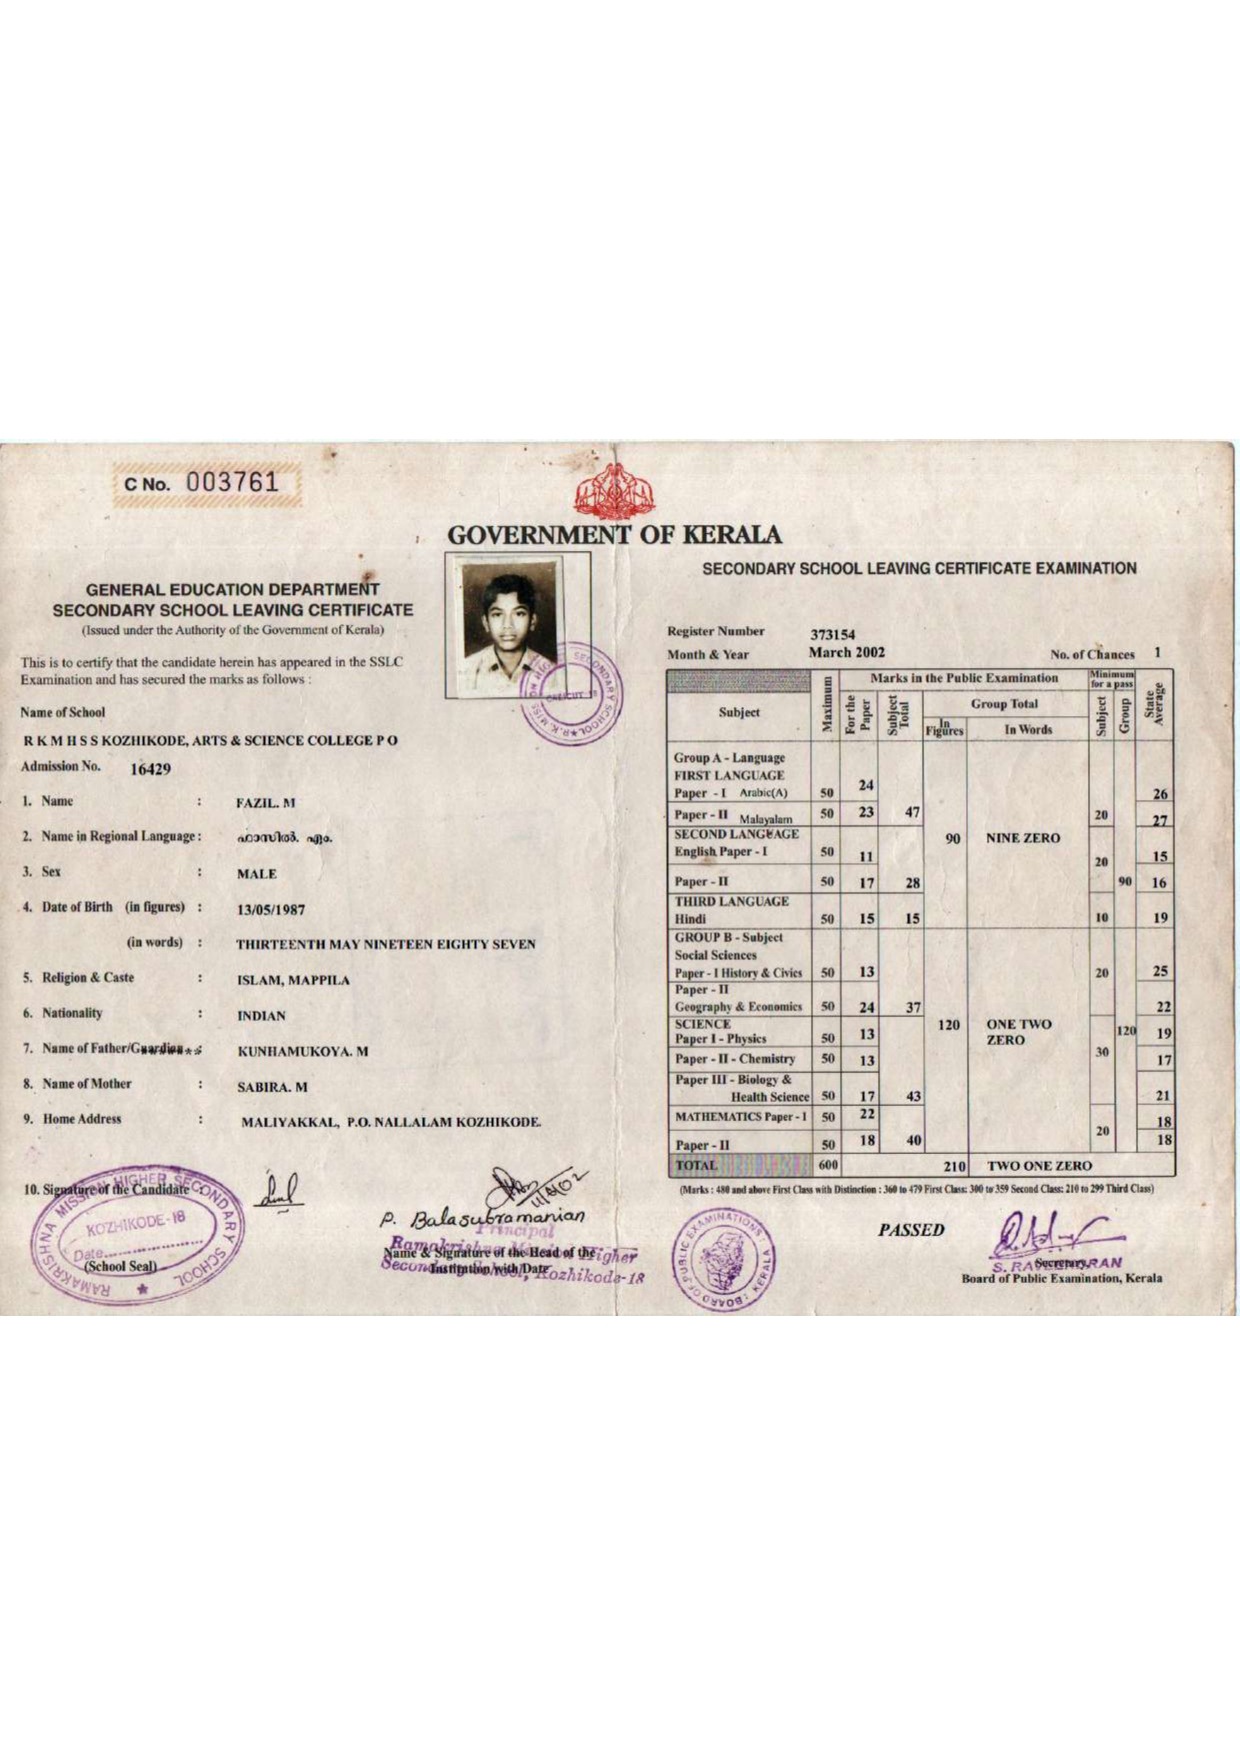 C No. 003761
GOVERNMENT OF KERALA
GENERAL EDUCATION DEPARTMENT
SECONDARY SCHOOL LEAVING CERTIFICATE
(Issued under the Authority of the Government of Kerala)
This is to certify that the candidate herein has appeared in the SSLC
Examination and has secured the marks as follows :
Name of School
R K M H S S KOZHIKODE, ARTS & SCIENCE COLLEGE P O
Admission No. 16429
1. Name : FAZIL. M
2. Name in Regional Language : ഫാസിൽ. എം.
3. Sex : MALE
4. Date of Birth (in figures) : 13/05/1987
(in words) : THIRTEENTH MAY NINETEEN EIGHTY SEVEN
5. Religion & Caste : ISLAM, MAPPILA
6. Nationality : INDIAN
7. Name of Father/Guardian : KUNHAMUKOYA. M
8. Name of Mother : SABIRA. M
9. Home Address : MALIYAKKAL, P.O. NALLALAM KOZHIKODE.
10. Signature of the Candidate
RAMAKRISHNA MISSION HIGHER SECONDARY SCHOOL
KOZHIKODE-18
Date
(School Seal)
P. Balasubramanian
Principal
Ramakrishna Mission Higher
Secondary School, Kozhikode-18
Name & Signature of the Head of the
Institution with Date
R.K. MISSION HIGHER SECONDARY SCHOOL
CALICUT 18
SECONDARY SCHOOL LEAVING CERTIFICATE EXAMINATION
Register Number 373154
Month & Year March 2002 No. of Chances 1
Subject Maximum Marks in the Public Examination Minimum for a pass State Average
For the Paper Subject Total Group Total Subject Group
In Figures In Words
Group A - Language
FIRST LANGUAGE
Paper - I Arabic(A) 50 24 26
Paper - II Malayalam 50 23 47 20 27
SECOND LANGUAGE 90 NINE ZERO
English Paper - I 50 11 20 15
Paper - II 50 17 28 90 16
THIRD LANGUAGE
Hindi 50 15 15 10 19
GROUP B - Subject
Social Sciences
Paper - I History & Civics 50 13 20 25
Paper - II
Geography & Economics 50 24 37 22
SCIENCE 120 ONE TWO ZERO 120
Paper I - Physics 50 13 19
Paper - II - Chemistry 50 13 30 17
Paper III - Biology &
Health Science 50 17 43 21
MATHEMATICS Paper - I 50 22 18
Paper - II 50 18 40 20 18
TOTAL 600 210 TWO ONE ZERO
(Marks : 480 and above First Class with Distinction : 360 to 479 First Class: 300 to 359 Second Class: 210 to 299 Third Class)
BOARD OF PUBLIC EXAMINATIONS KERALA
PASSED
Secretary,
Board of Public Examination, Kerala